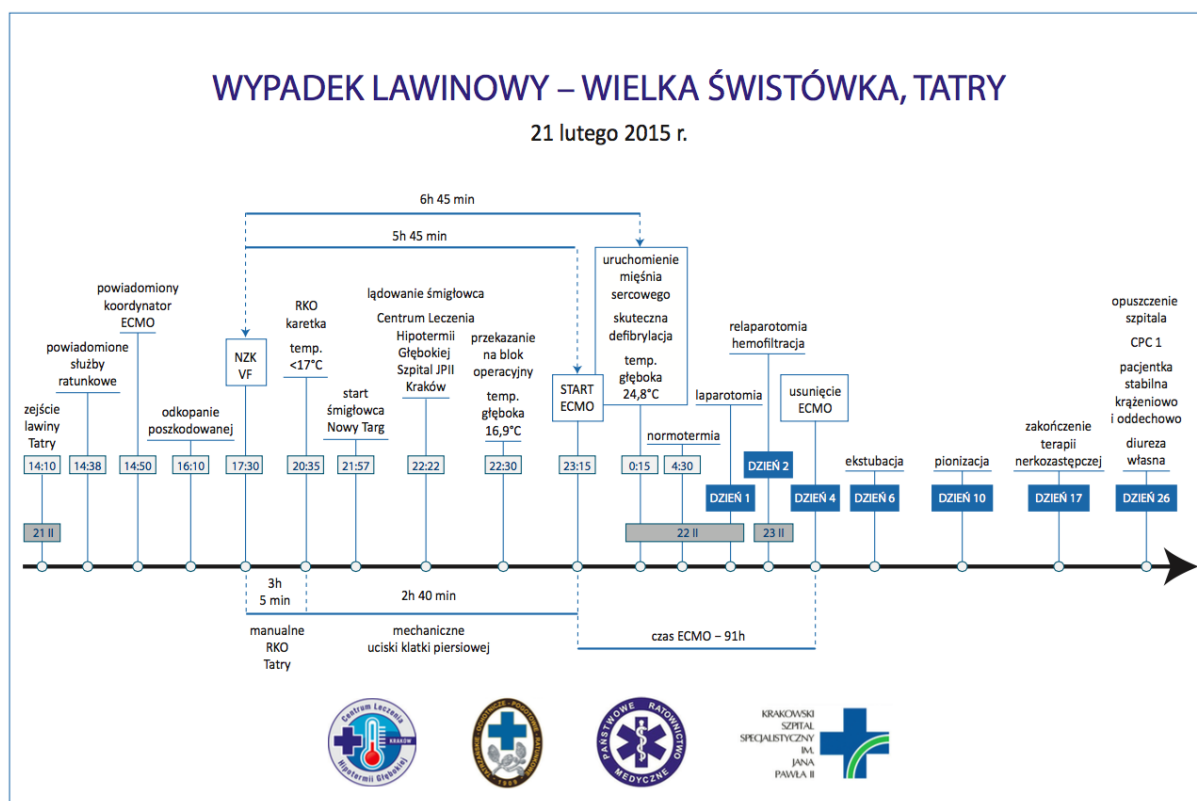 WYPADEK LAWINOWY – WIELKA ŚWISTÓWKA, TATRY
21 lutego 2015 r.
6h 45 min
5h 45 min
zejście
lawiny
Tatry
14:10
21 II
powiadomione
służby
ratunkowe
14:38
powiadomiony
koordynator
ECMO
14:50
odkopanie
poszkodowanej
16:10
NZK
VF
17:30
RKO
karetka
temp.
<17°C
20:35
start
śmigłowca
Nowy Targ
21:57
lądowanie śmigłowca
Centrum Leczenia
Hipotermii
Głębokiej
Szpital JPII
Kraków
22:22
przekazanie
na blok
operacyjny
temp.
głęboka
16,9°C
22:30
START
ECMO
23:15
uruchomienie
mięśnia
sercowego
skuteczna
defibrylacja
temp.
głęboka
24,8°C
0:15
normotermia
4:30
22 II
laparotomia
DZIEŃ 1
relaparotomia
hemofiltracja
DZIEŃ 2
23 II
usunięcie
ECMO
DZIEŃ 4
ekstubacja
DZIEŃ 6
pionizacja
DZIEŃ 10
zakończenie
terapii
nerkozastępczej
DZIEŃ 17
opuszczenie
szpitala
CPC 1
pacjentka
stabilna
krążeniowo
i oddechowo
diureza
własna
DZIEŃ 26
3h
5 min
manualne
RKO
Tatry
2h 40 min
mechaniczne
uciski klatki piersiowej
czas ECMO – 91h
Centrum Leczenia
KRAKÓW
Hipotermii Głębokiej
TATRZAŃSKIE OCHOTNICZE POGOTOWIE RATUNKOWE
1909
PAŃSTWOWE RATOWNICTWO
MEDYCZNE
KRAKOWSKI
SZPITAL
SPECJALISTYCZNY
IM.
JANA
PAWŁA II